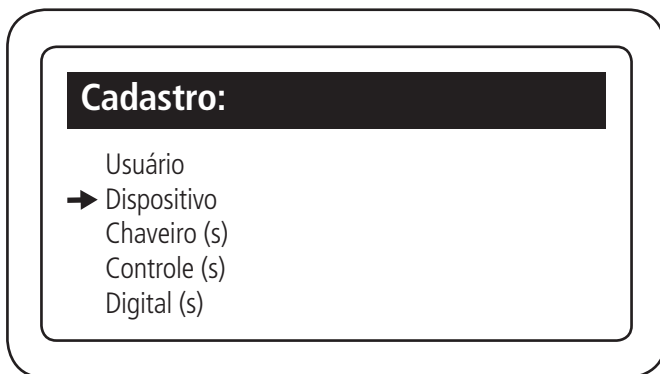 Cadastro:
Usuário
Dispositivo
Chaveiro (s)
Controle (s)
Digital (s)